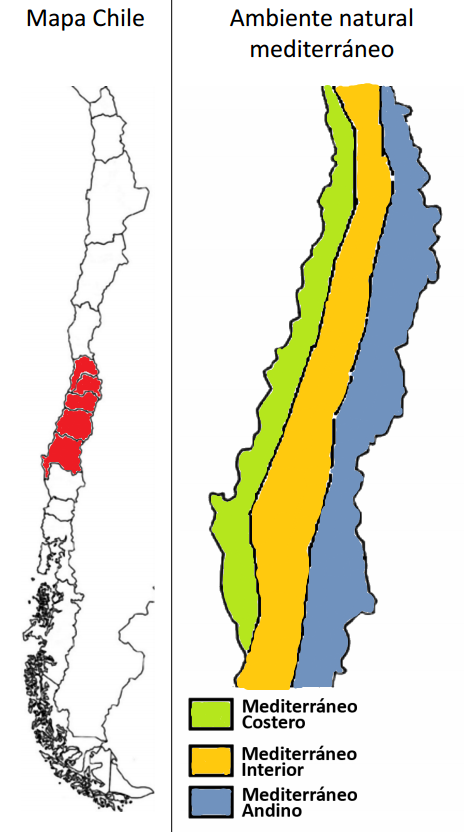 Mapa Chile
Ambiente natural
mediterráneo
Mediterráneo
Costero
Mediterráneo
Interior
Mediterráneo
Andino